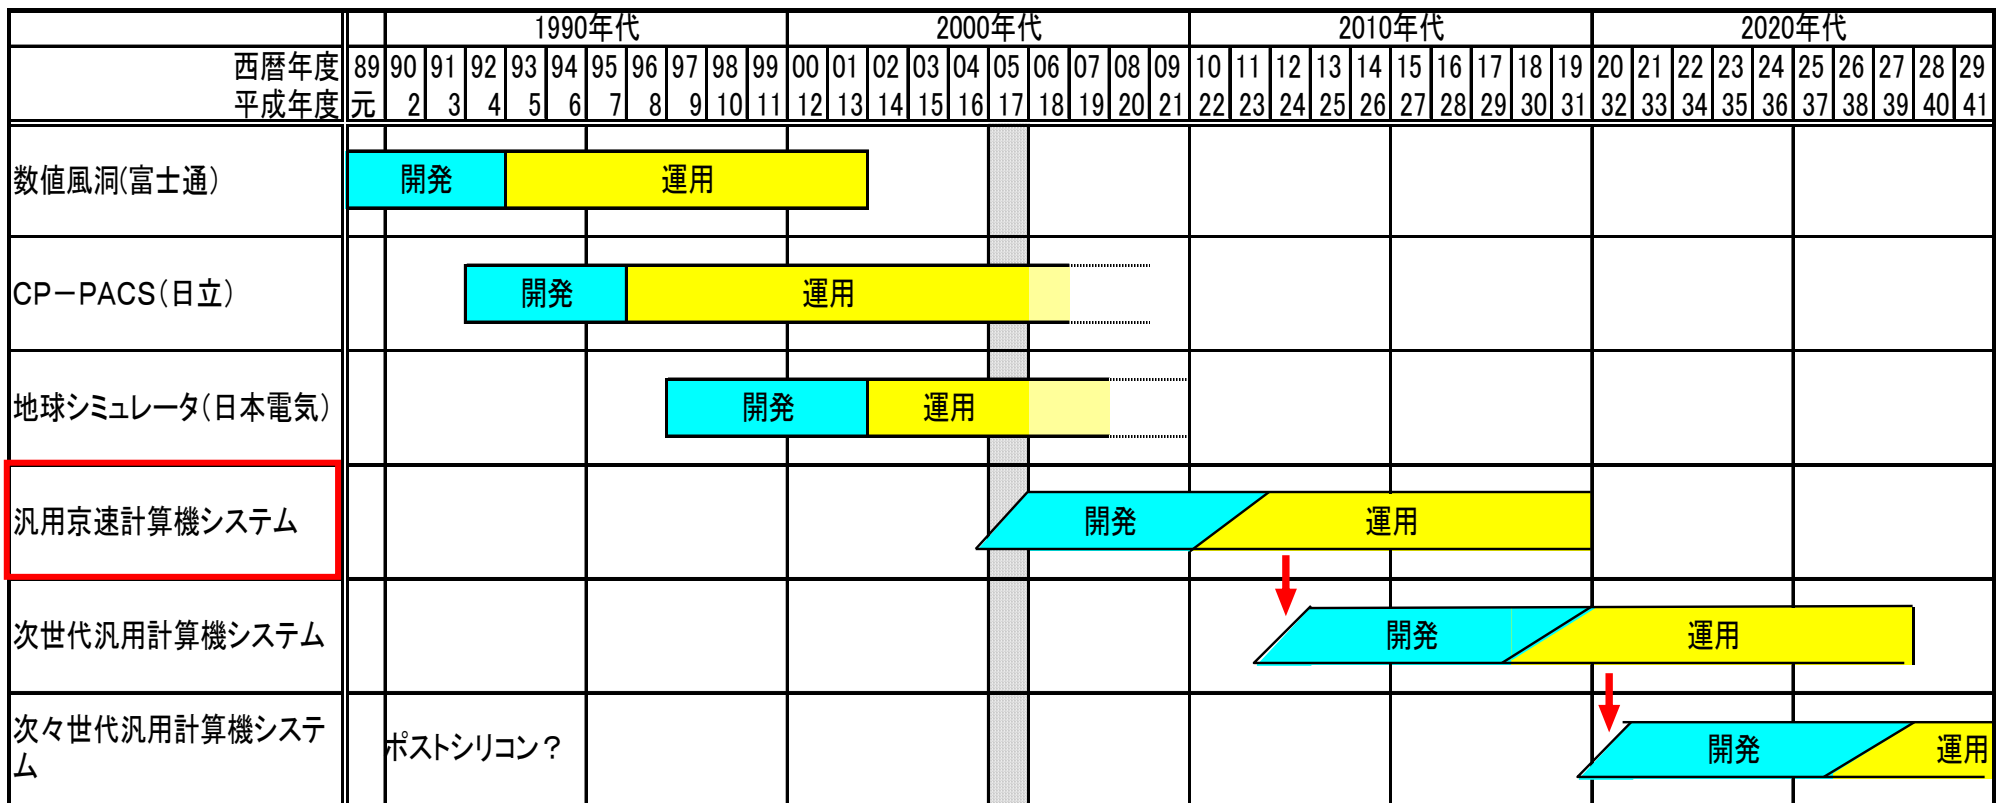 1990年代 2000年代 2010年代 2020年代
西暦年度 89 90 91 92 93 94 95 96 97 98 99 00 01 02 03 04 05 06 07 08 09 10 11 12 13 14 15 16 17 18 19 20 21 22 23 24 25 26 27 28 29
平成年度 元 2 3 4 5 6 7 8 9 10 11 12 13 14 15 16 17 18 19 20 21 22 23 24 25 26 27 28 29 30 31 32 33 34 35 36 37 38 39 40 41
数値風洞(富士通) 開発 運用
CP－PACS(日立) 開発 運用
地球シミュレータ(日本電気) 開発 運用
汎用京速計算機システム 開発 運用
次世代汎用計算機システム 開発 運用
次々世代汎用計算機システ
ム
ポストシリコン？ 開発 運用